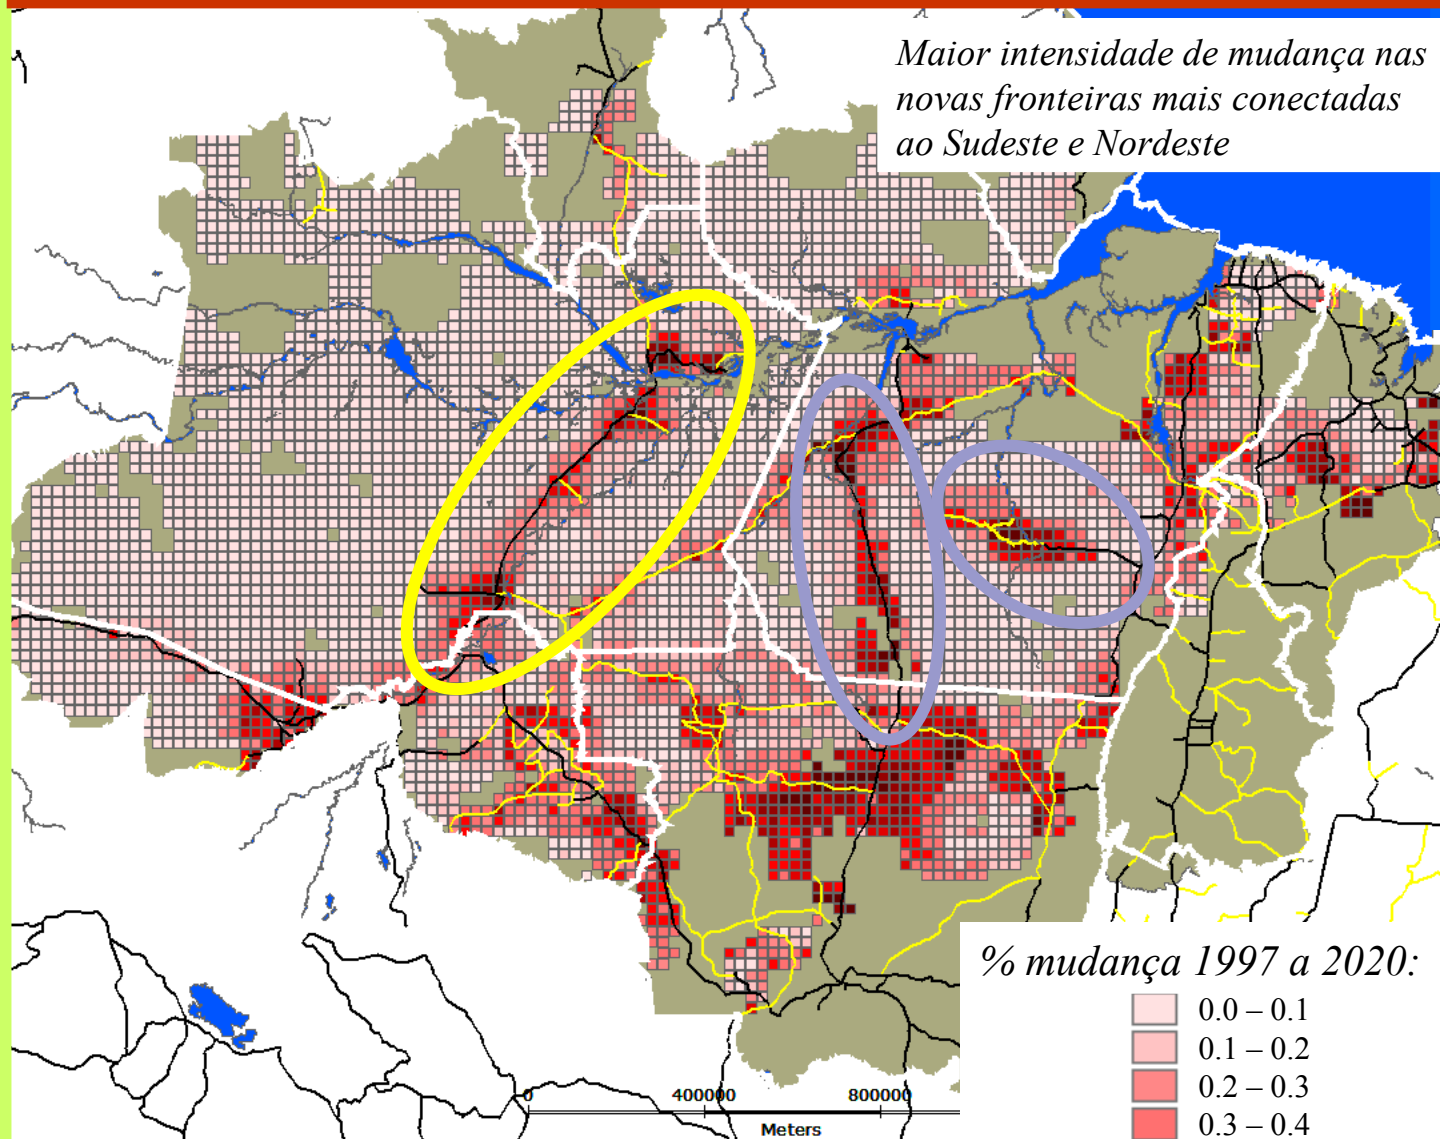 Maior intensidade de mudança nas
novas fronteiras mais conectadas
ao Sudeste e Nordeste
% mudança 1997 a 2020:
0.0 – 0.1
0.1 – 0.2
0.2 – 0.3
0.3 – 0.4
0 400000 800000
Meters